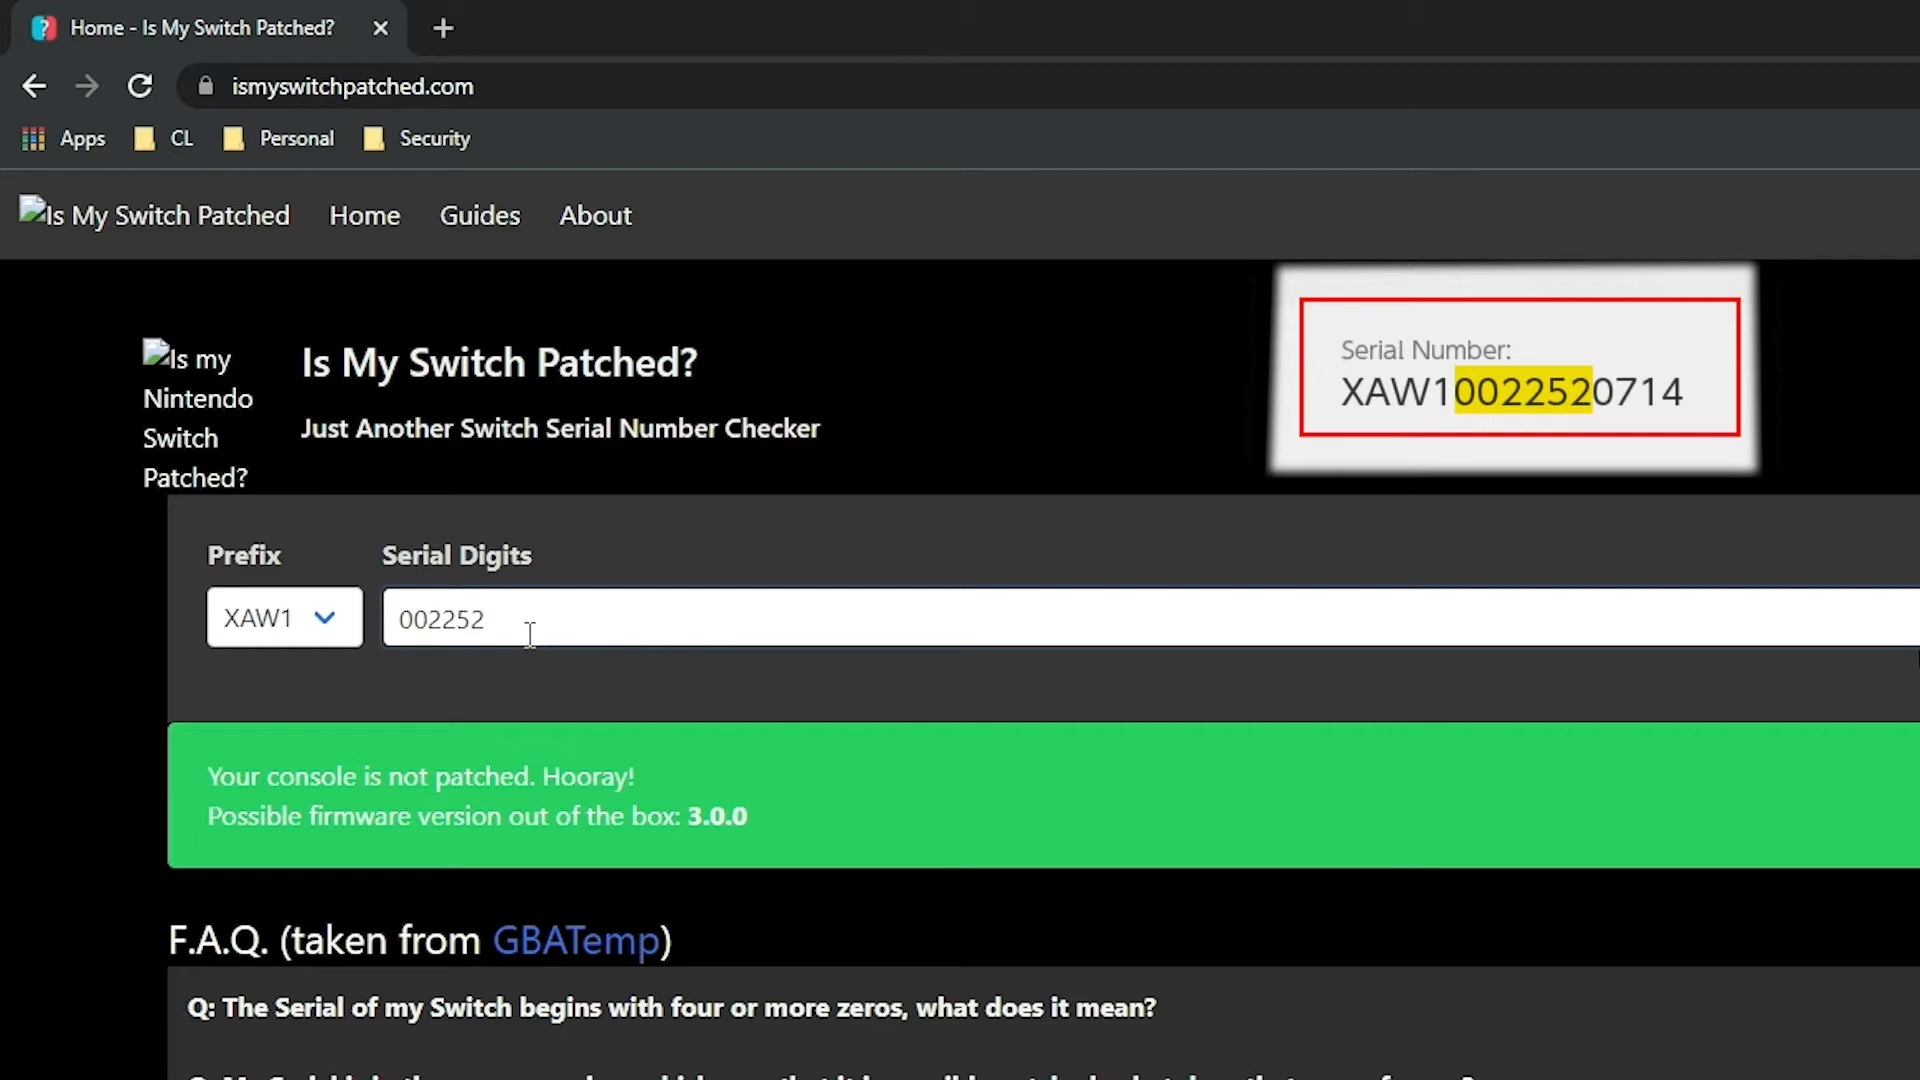 Home - Is My Switch Patched?
ismyswitchpatched.com
Apps CL Personal Security
Is My Switch Patched Home Guides About
Is my
Nintendo
Switch
Patched?
Is My Switch Patched?
Just Another Switch Serial Number Checker
Serial Number:
XAW10022520714
Prefix Serial Digits
XAW1 002252
Your console is not patched. Hooray!
Possible firmware version out of the box: 3.0.0
F.A.Q. (taken from GBATemp)
Q: The Serial of my Switch begins with four or more zeros, what does it mean?